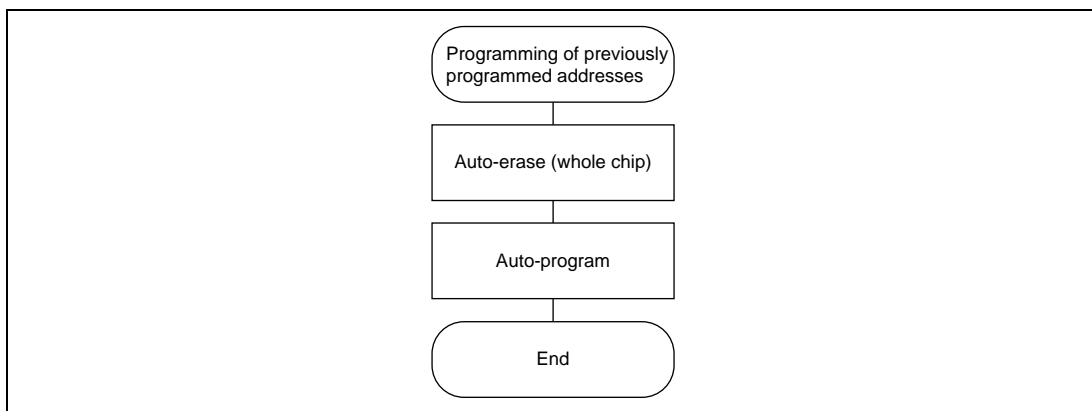 Programming of previously
programmed addresses
Auto-erase (whole chip)
Auto-program
End